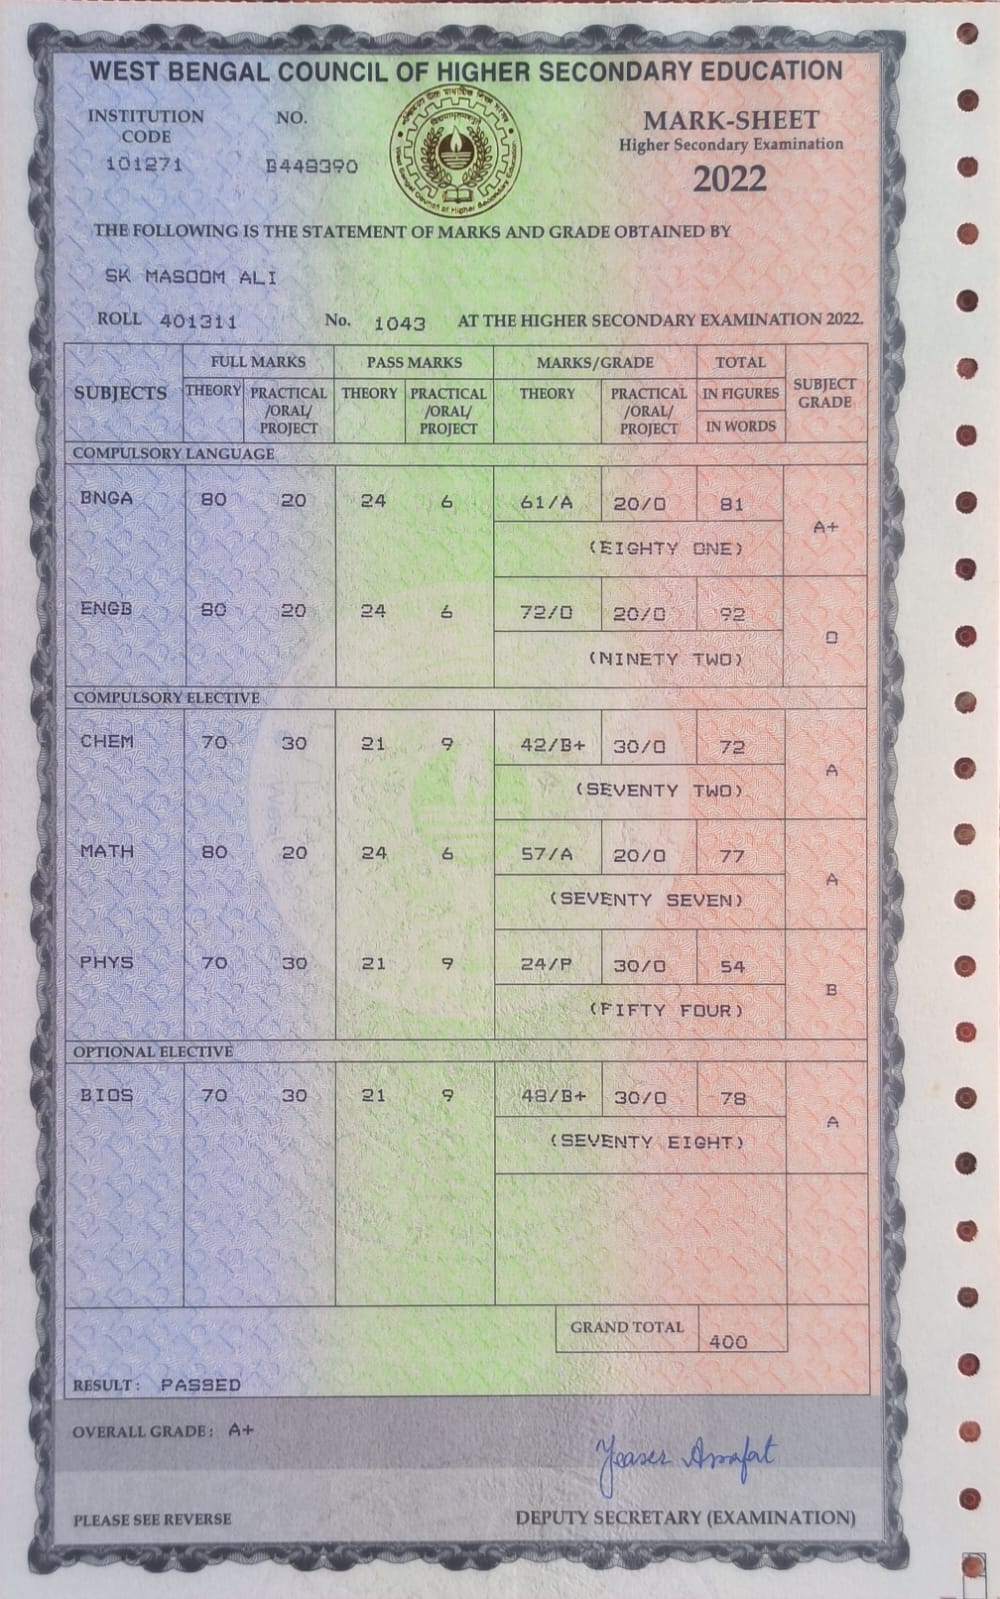 WEST BENGAL COUNCIL OF HIGHER SECONDARY EDUCATION
INSTITUTION CODE NO. MARK-SHEET
101271 B448390 Higher Secondary Examination
2022
West Bengal Council of Higher Secondary Education
THE FOLLOWING IS THE STATEMENT OF MARKS AND GRADE OBTAINED BY
SK MASOOM ALI
ROLL 401311 No. 1043 AT THE HIGHER SECONDARY EXAMINATION 2022.
SUBJECTS FULL MARKS PASS MARKS MARKS/GRADE TOTAL SUBJECT GRADE
THEORY PRACTICAL /ORAL/ PROJECT THEORY PRACTICAL /ORAL/ PROJECT THEORY PRACTICAL /ORAL/ PROJECT IN FIGURES
IN WORDS
COMPULSORY LANGUAGE
BNGA 80 20 24 6 61/A 20/O 81 A+
(EIGHTY ONE)
ENGB 80 20 24 6 72/O 20/O 92 O
(NINETY TWO)
COMPULSORY ELECTIVE
CHEM 70 30 21 9 42/B+ 30/O 72 A
(SEVENTY TWO)
MATH 80 20 24 6 57/A 20/O 77 A
(SEVENTY SEVEN)
PHYS 70 30 21 9 24/P 30/O 54 B
(FIFTY FOUR)
OPTIONAL ELECTIVE
BIOS 70 30 21 9 48/B+ 30/O 78 A
(SEVENTY EIGHT)
GRAND TOTAL 400
RESULT : PASSED
OVERALL GRADE : A+
Yeaser Arrafat
PLEASE SEE REVERSE DEPUTY SECRETARY (EXAMINATION)